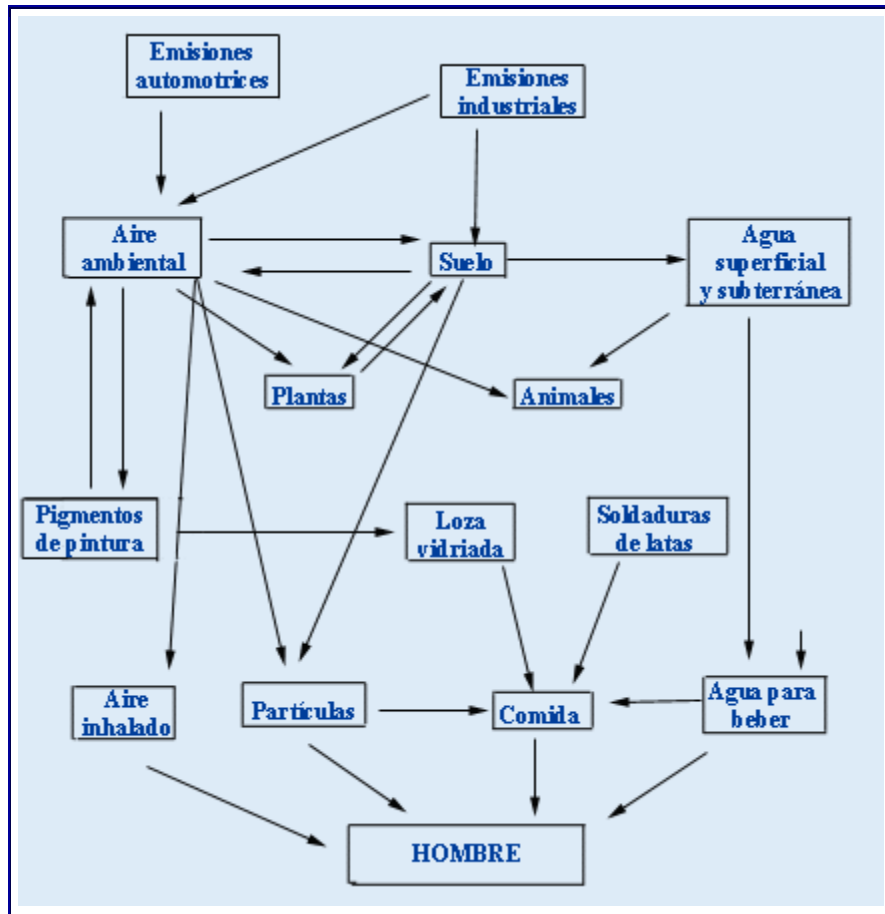 Emisiones
automotrices
Emisiones
industriales
Aire
ambiental
Suelo
Agua
superficial
y subterránea
Plantas
Animales
Pigmentos
de pintura
Loza
vidriada
Soldaduras
de latas
Aire
inhalado
Partículas
Comida
Agua para
beber
HOMBRE